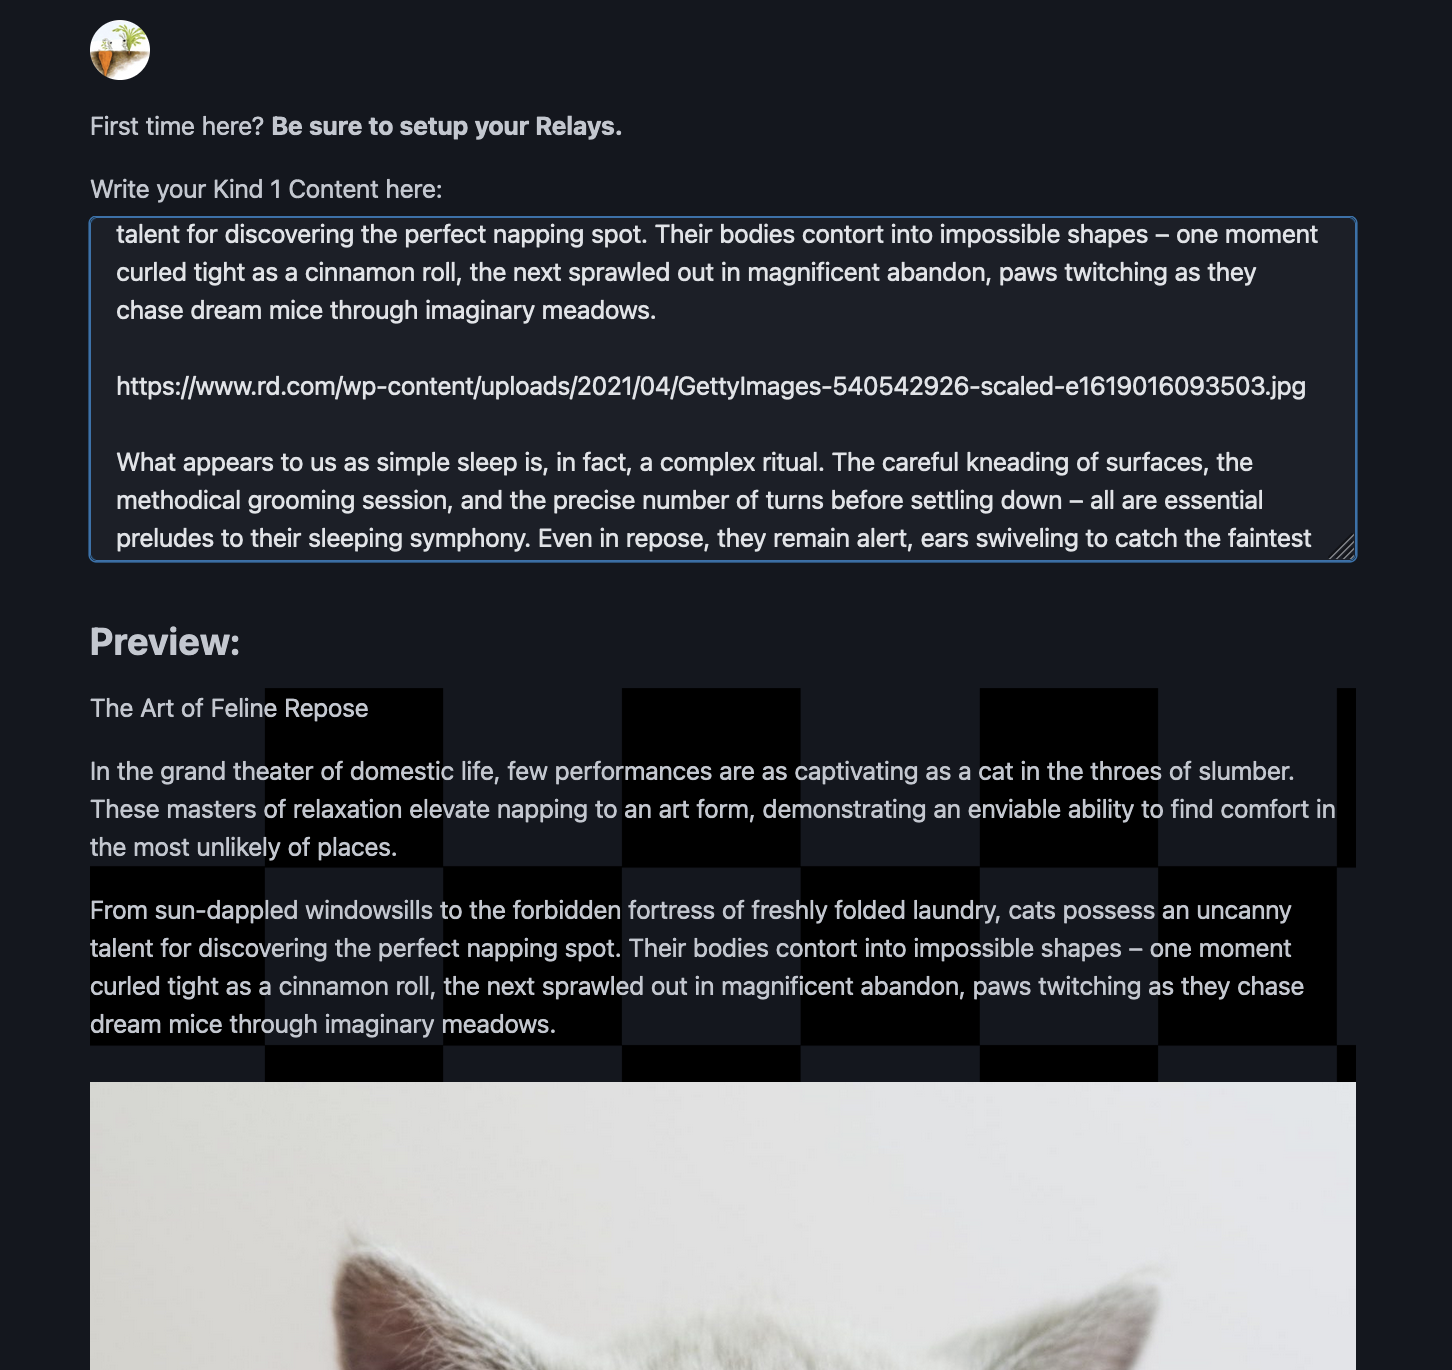 First time here? Be sure to setup your Relays.
Write your Kind 1 Content here:
talent for discovering the perfect napping spot. Their bodies contort into impossible shapes – one moment
curled tight as a cinnamon roll, the next sprawled out in magnificent abandon, paws twitching as they
chase dream mice through imaginary meadows.
https://www.rd.com/wp-content/uploads/2021/04/GettyImages-540542926-scaled-e1619016093503.jpg
What appears to us as simple sleep is, in fact, a complex ritual. The careful kneading of surfaces, the
methodical grooming session, and the precise number of turns before settling down – all are essential
preludes to their sleeping symphony. Even in repose, they remain alert, ears swiveling to catch the faintest
Preview:
The Art of Feline Repose
In the grand theater of domestic life, few performances are as captivating as a cat in the throes of slumber.
These masters of relaxation elevate napping to an art form, demonstrating an enviable ability to find comfort in
the most unlikely of places.
From sun-dappled windowsills to the forbidden fortress of freshly folded laundry, cats possess an uncanny
talent for discovering the perfect napping spot. Their bodies contort into impossible shapes – one moment
curled tight as a cinnamon roll, the next sprawled out in magnificent abandon, paws twitching as they chase
dream mice through imaginary meadows.